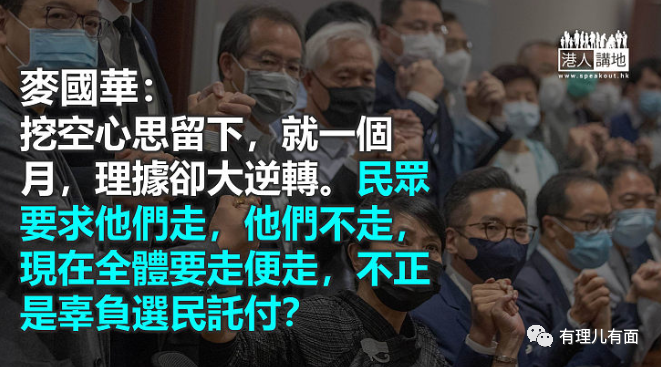 港人講地
www.speakout.hk
麥國華：
挖空心思留下，就一個
月，理據卻大逆轉。民眾
要求他們走，他們不走，
現在全體要走便走，不正
是辜負選民託付？
有理儿有面